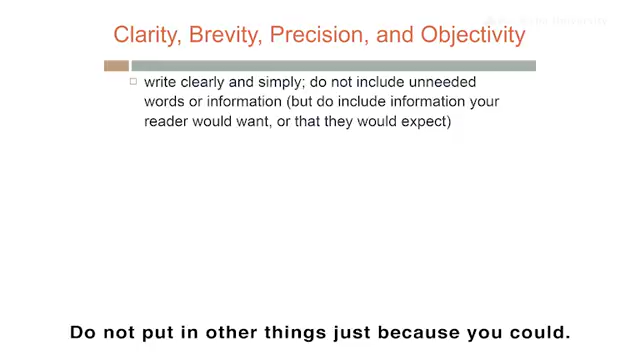 Clarity, Brevity, Precision, and Objectivity
write clearly and simply; do not include unneeded
words or information (but do include information your
reader would want, or that they would expect)
Do not put in other things just because you could.